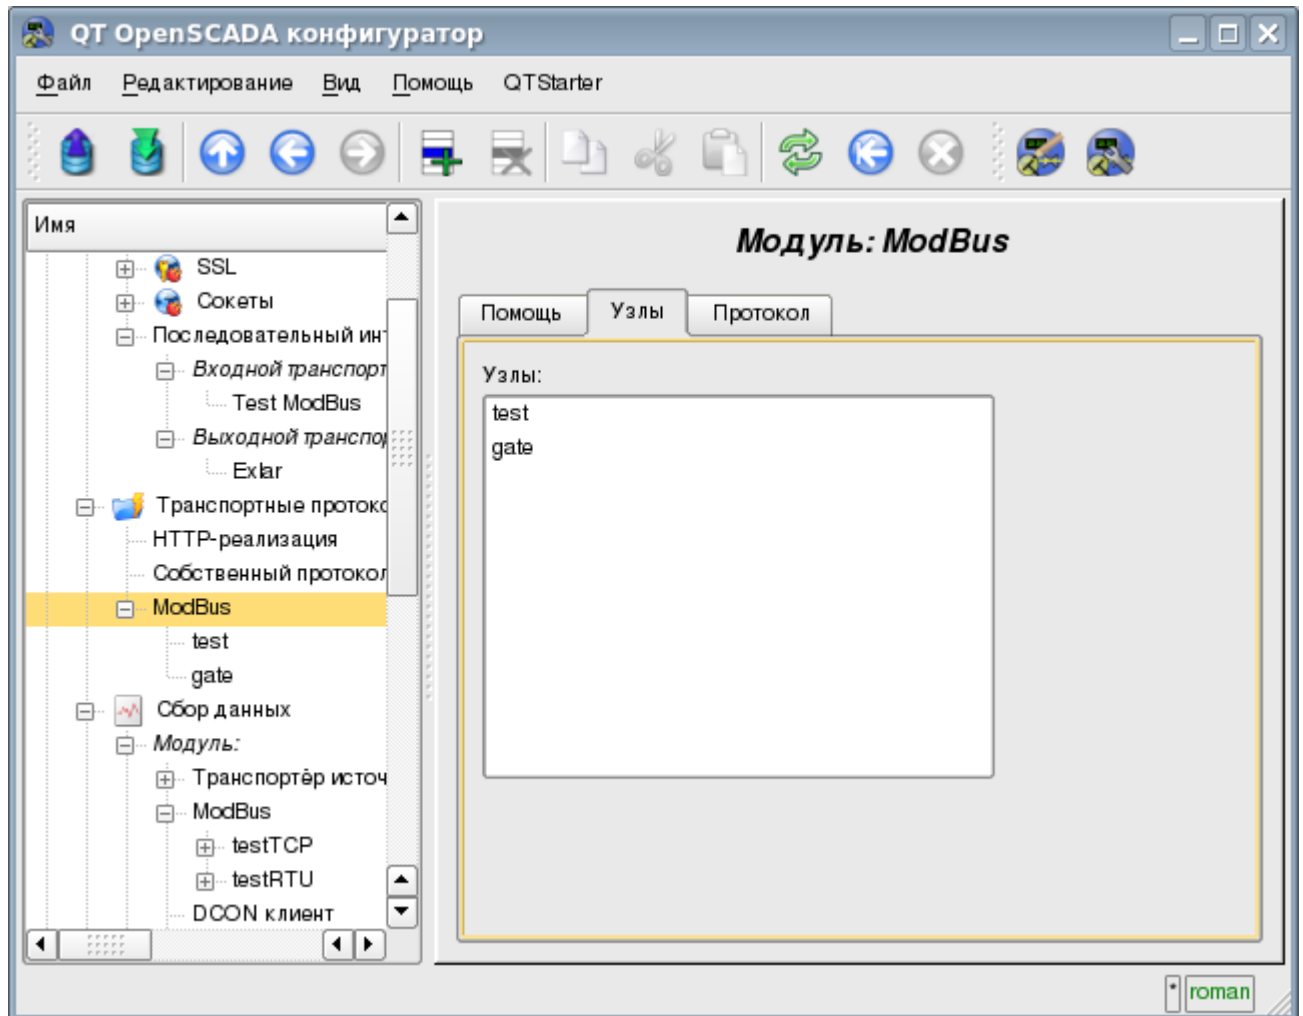 QT OpenSCADA конфигуратор
Файл Редактирование Вид Помощь QTStarter
Имя
SSL
Сокеты
Последовательный инт
Входной транспорт
Test ModBus
Выходной транспор
Exlar
Транспортные протоко
HTTP-реализация
Собственный протокол
ModBus
test
gate
Сбор данных
Модуль:
Транспортёр источ
ModBus
testTCP
testRTU
DCON клиент
Модуль: ModBus
Помощь Узлы Протокол
Узлы:
test
gate
* roman